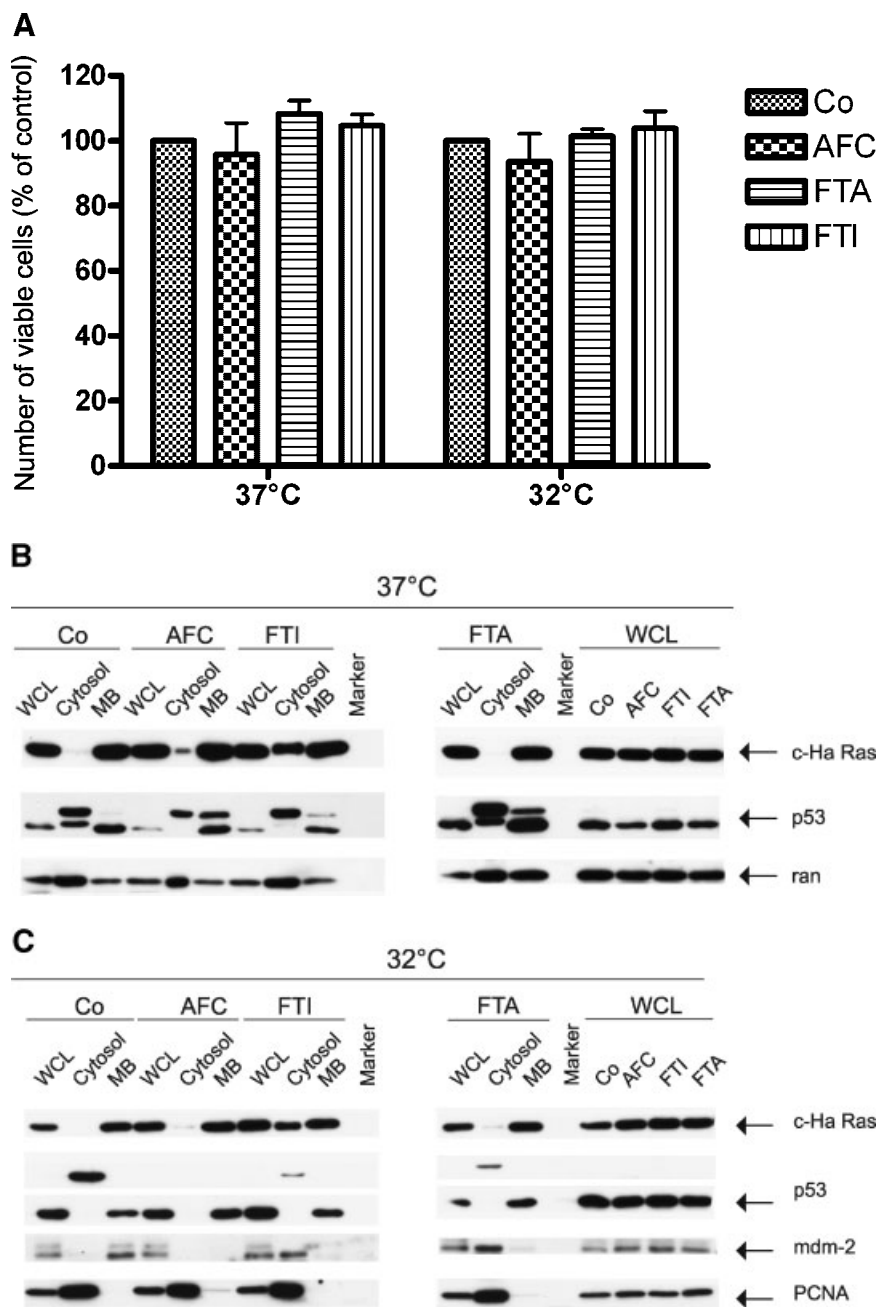 A
Number of viable cells (% of control)
120
100
80
60
40
20
0
37°C
32°C
Co
AFC
FTA
FTI
B
37°C
Co AFC FTI FTA WCL
WCL Cytosol MB WCL Cytosol MB WCL Cytosol MB Marker WCL Cytosol MB Marker Co AFC FTI FTA
c-Ha Ras
p53
ran
C
32°C
Co AFC FTI FTA WCL
WCL Cytosol MB WCL Cytosol MB WCL Cytosol MB Marker WCL Cytosol MB Marker Co AFC FTI FTA
c-Ha Ras
p53
mdm-2
PCNA